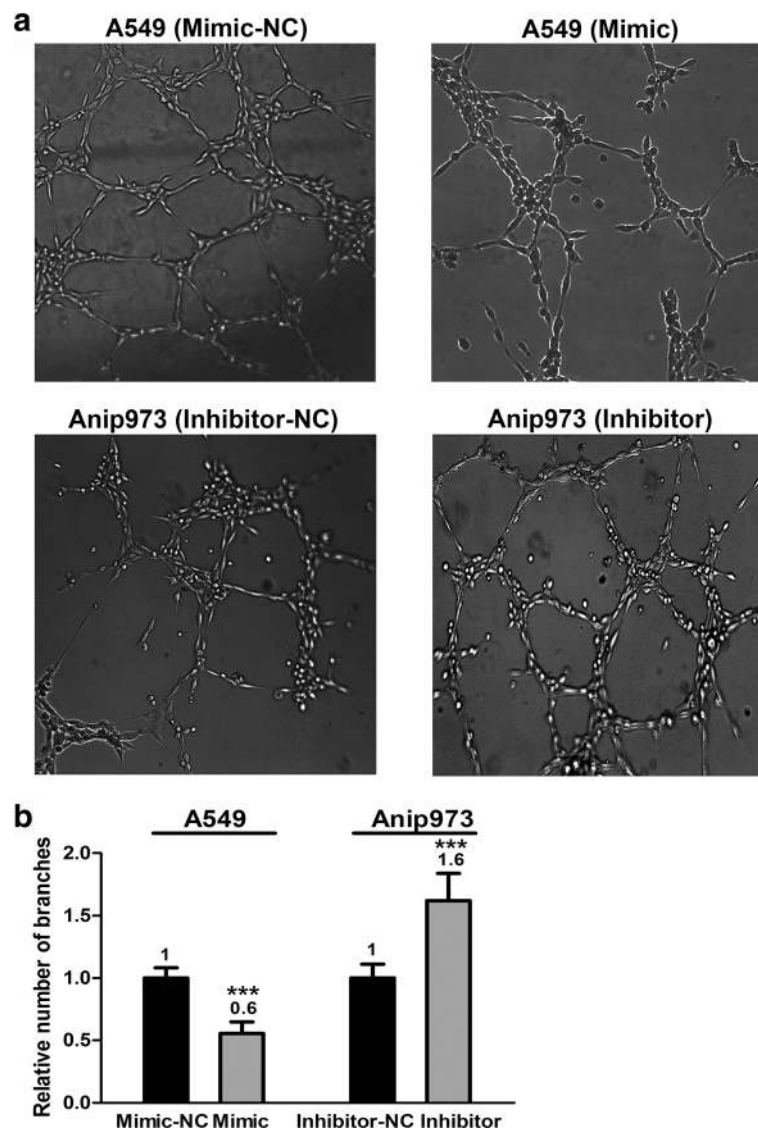 a
A549 (Mimic-NC)
A549 (Mimic)
Anip973 (Inhibitor-NC)
Anip973 (Inhibitor)
b
A549
Anip973
Relative number of branches
2.0
1.5
1.0
0.5
0.0
1
***
0.6
1
***
1.6
Mimic-NC Mimic
Inhibitor-NC Inhibitor